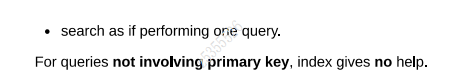 • search as if performing one query.
For queries not involving primary key, index gives no help.